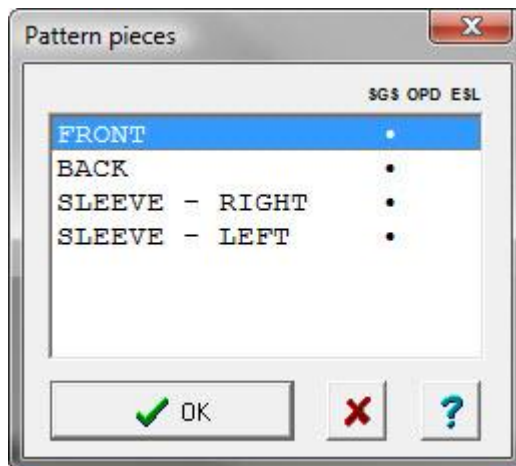 Pattern pieces
SGS OPD ESL
FRONT •
BACK •
SLEEVE - RIGHT •
SLEEVE - LEFT •
OK
?